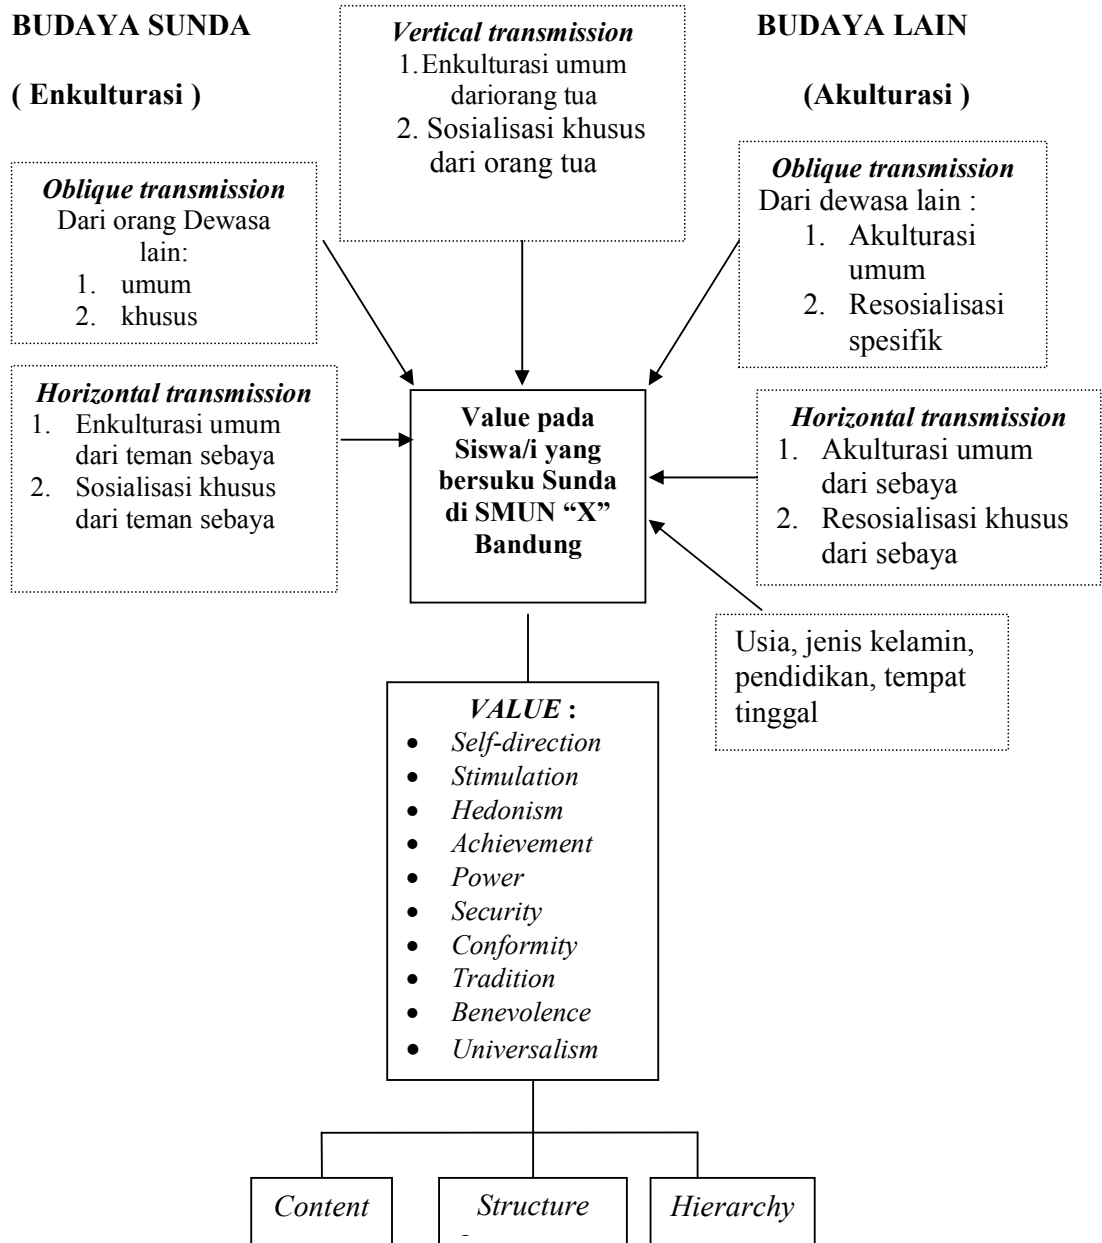 BUDAYA SUNDA
( Enkulturasi )
Vertical transmission
1. Enkulturasi umum
dariorang tua
2. Sosialisasi khusus
dari orang tua
BUDAYA LAIN
(Akulturasi )
Oblique transmission
Dari orang Dewasa
lain:
1. umum
2. khusus
Oblique transmission
Dari dewasa lain :
1. Akulturasi
umum
2. Resosialisasi
spesifik
Horizontal transmission
1. Enkulturasi umum
dari teman sebaya
2. Sosialisasi khusus
dari teman sebaya
Value pada
Siswa/i yang
bersuku Sunda
di SMUN “X”
Bandung
Horizontal transmission
1. Akulturasi umum
dari sebaya
2. Resosialisasi khusus
dari sebaya
Usia, jenis kelamin,
pendidikan, tempat
tinggal
VALUE :
• Self-direction
• Stimulation
• Hedonism
• Achievement
• Power
• Security
• Conformity
• Tradition
• Benevolence
• Universalism
Content
Structure
Hierarchy